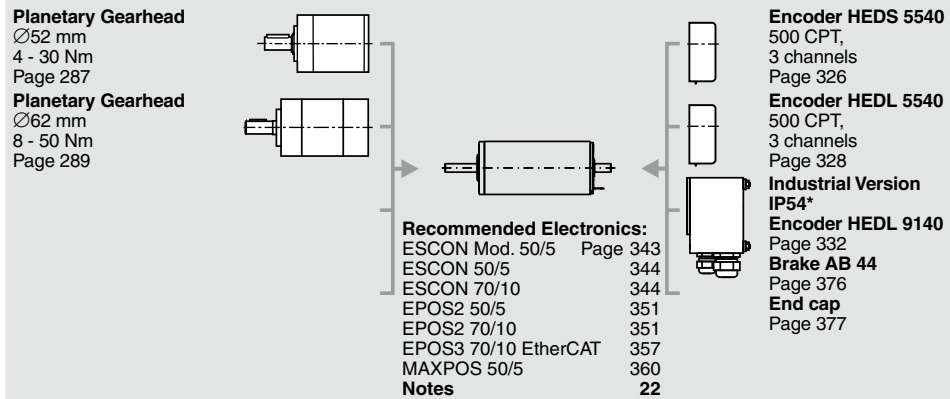 Planetary Gearhead
∅52 mm
4 - 30 Nm
Page 287
Planetary Gearhead
∅62 mm
8 - 50 Nm
Page 289
Recommended Electronics:
ESCON Mod. 50/5 Page 343
ESCON 50/5 344
ESCON 70/10 344
EPOS2 50/5 351
EPOS2 70/10 351
EPOS3 70/10 EtherCAT 357
MAXPOS 50/5 360
Notes 22
Encoder HEDS 5540
500 CPT,
3 channels
Page 326
Encoder HEDL 5540
500 CPT,
3 channels
Page 328
Industrial Version
IP54*
Encoder HEDL 9140
Page 332
Brake AB 44
Page 376
End cap
Page 377